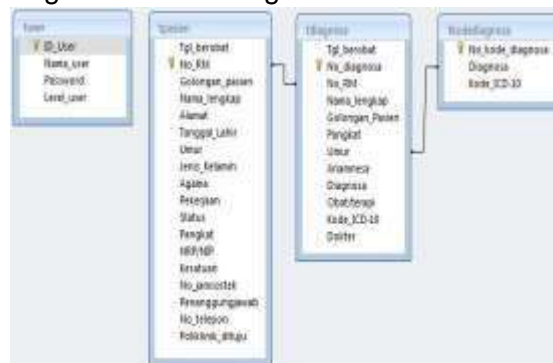 Tuser
ID_User
Nama_user
Password
Level_user
Tpasien
Tgl_berobat
No_RM
Golongan_pasien
Nama_lengkap
Alamat
Tanggal_Lahir
Umur
Jenis_Kelamin
Agama
Pekerjaan
Status
Pangkat
NRP/NIP
Kesatuan
No_jamsostek
Penanggungjawab
No_telepon
Poliklinik_dituju
Tdiagnosa
Tgl_berobat
No_diagnosa
No_RM
Nama_lengkap
Golongan_Pasien
Pangkat
Umur
Anamnesa
Diagnosa
Obat/terapi
Kode_ICD-10
Dokter
Kodediagnosa
No_kode_diagnosa
Diagnosa
Kode_ICD-10